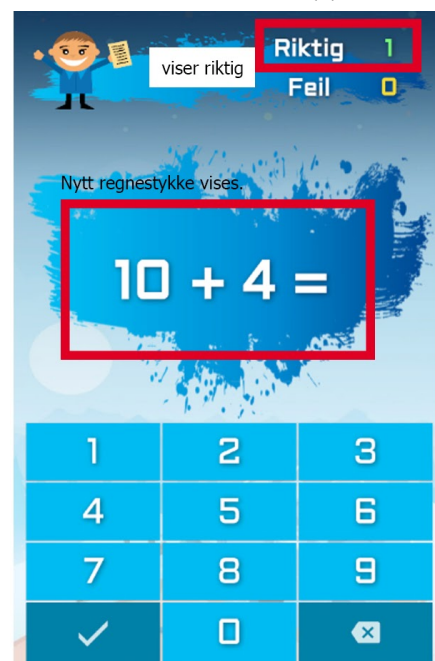 Riktig 1
viser riktig
Feil 0
Nytt regnestykke vises.
10 + 4 =
1 2 3
4 5 6
7 8 9
0